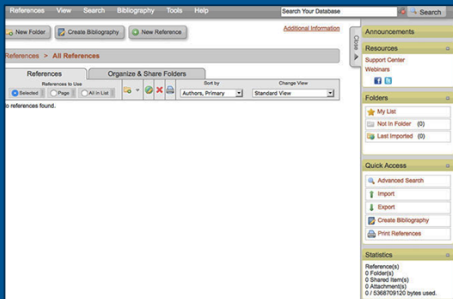 References View Search Bibliography Tools Help Search Your Database Search
New Folder Create Bibliography New Reference
Additional Information
Close
References > All References
References Organize & Share Folders
References to Use
Selected Page All in List
Sort by
Authors, Primary
Change View
Standard View
o references found.
Announcements
Resources
Support Center
Webinars
Folders
My List
Not In Folder (0)
Last Imported (0)
Quick Access
Advanced Search
Import
Export
Create Bibliography
Print References
Statistics
Reference(s)
0 Folder(s)
0 Shared Item(s)
0 Attachment(s)
0 / 5368709120 bytes used.